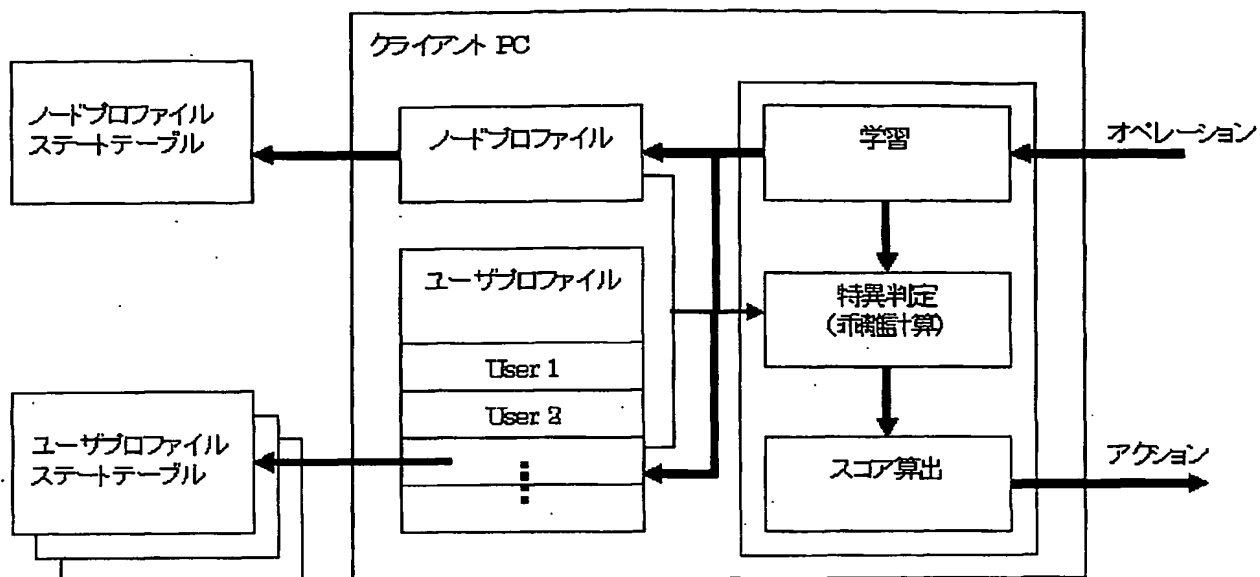 クライアント PC
ノードプロファイル
ステートテーブル
ノードプロファイル
学習
オペレーション
ユーザプロファイル
特異判定
(乖離計算)
User 1
User 2
ユーザプロファイル
ステートテーブル
スコア算出
アクション